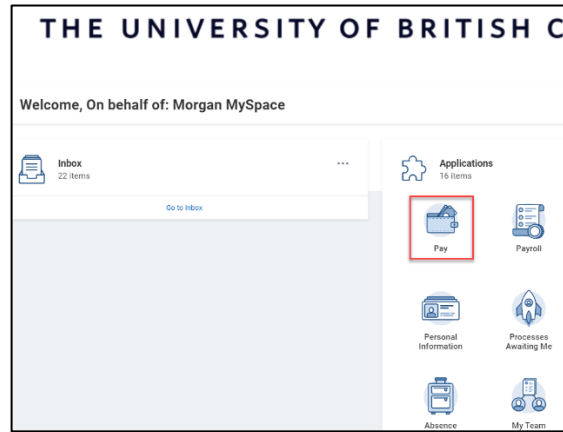 THE UNIVERSITY OF BRITISH C
Welcome, On behalf of: Morgan MySpace
Inbox
22 items
Go to Inbox
Applications
16 items
Pay
Payroll
Personal
Information
Processes
Awaiting Me
Absence
My Team